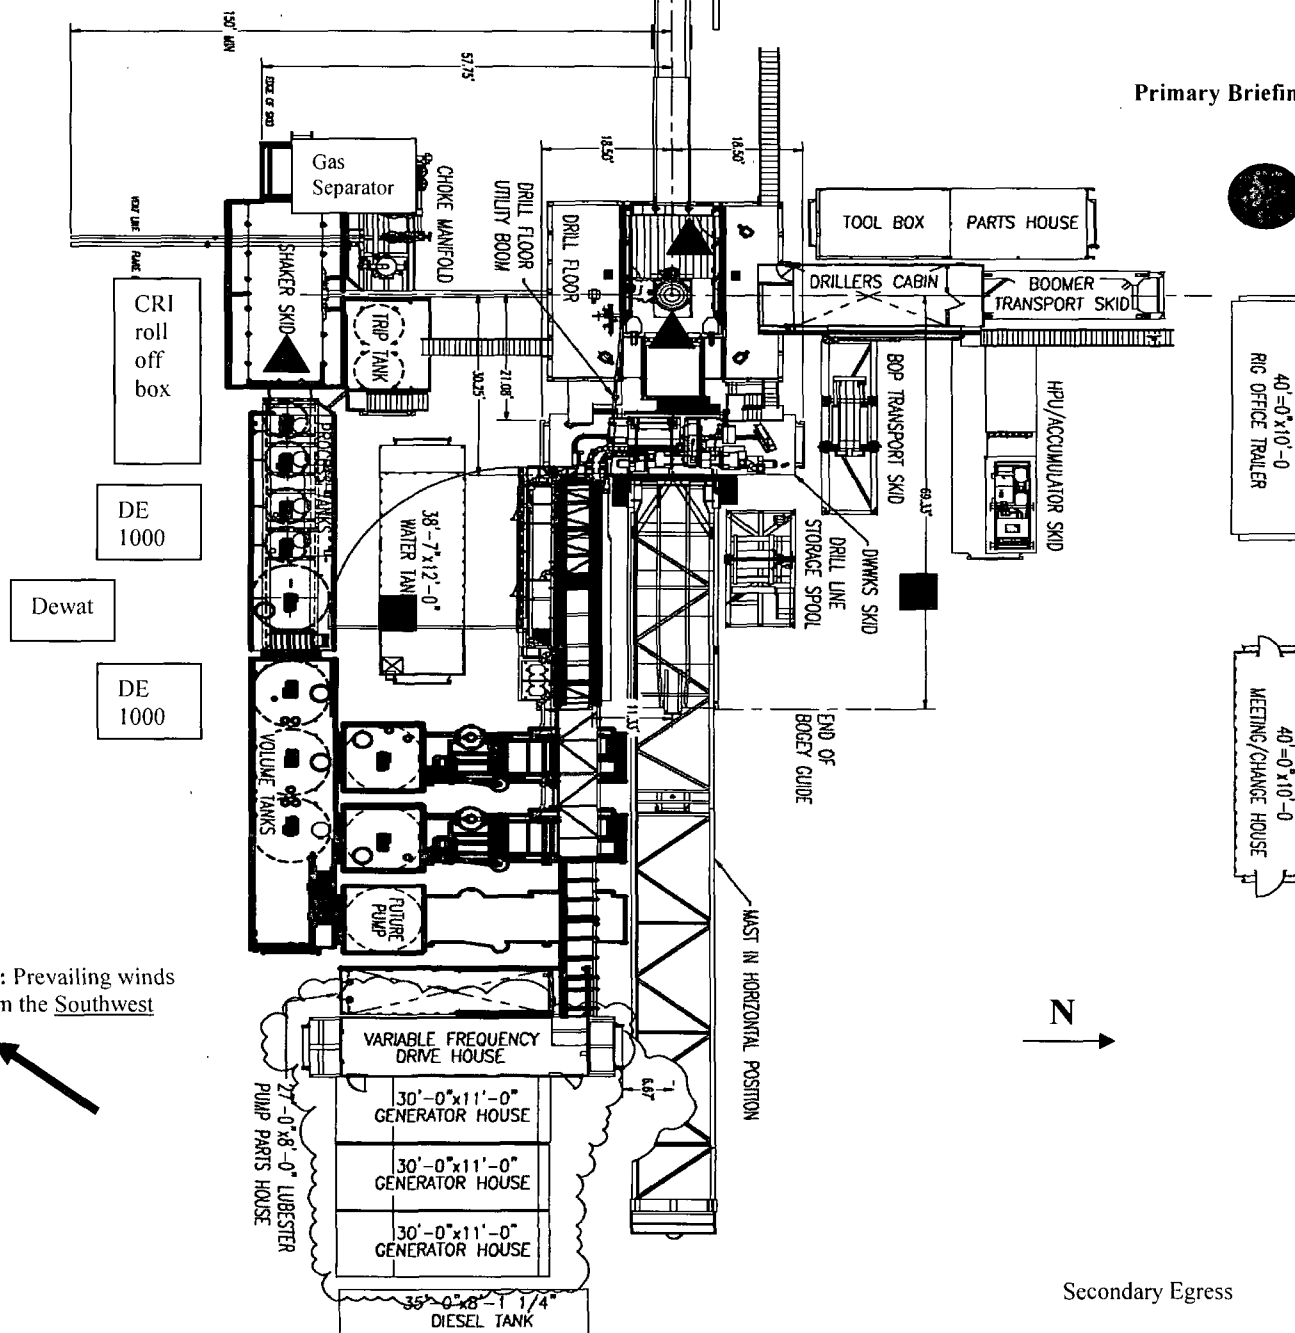 150' MIN
57.75'
Primary Briefin
EDGE OF SKID
18.50'
18.50'
Gas
Separator
CHOKE MANIFOLD
DRILL FLOOR
UTILITY BOOM
DRILL FLOOR
TOOL BOX
PARTS HOUSE
VENT LINE
FLARE
SHAKER SKID
DRILLERS CABIN
BOOMER
TRANSPORT SKID
CRI
roll
off
box
TRIP TANK
30.25'
21.08'
BOP TRANSPORT SKID
HPU/ACCUMULATOR SKID
40'=0"x10'-0
RIG OFFICE TRAILER
PROCESS TANKS
DE
1000
38'-7"x12'-0"
WATER TAN
69.33'
DRILL LINE
STORAGE SPOOL
DWWKS SKID
Dewat
DE
1000
11.33'
END OF
BOGEY GUIDE
40'=0"x10'-0
MEETING/CHANGE HOUSE
VOLUME TANKS
FUTURE
PUMP
MAST IN HORIZONTAL POSITION
: Prevailing winds
m the Southwest
N
VARIABLE FREQUENCY
DRIVE HOUSE
6.67'
27'-0"x8'-0" LUBESTER
PUMP PARTS HOUSE
30'-0"x11'-0"
GENERATOR HOUSE
30'-0"x11'-0"
GENERATOR HOUSE
30'-0"x11'-0"
GENERATOR HOUSE
35'-0"x8'-1 1/4"
DIESEL TANK
Secondary Egress